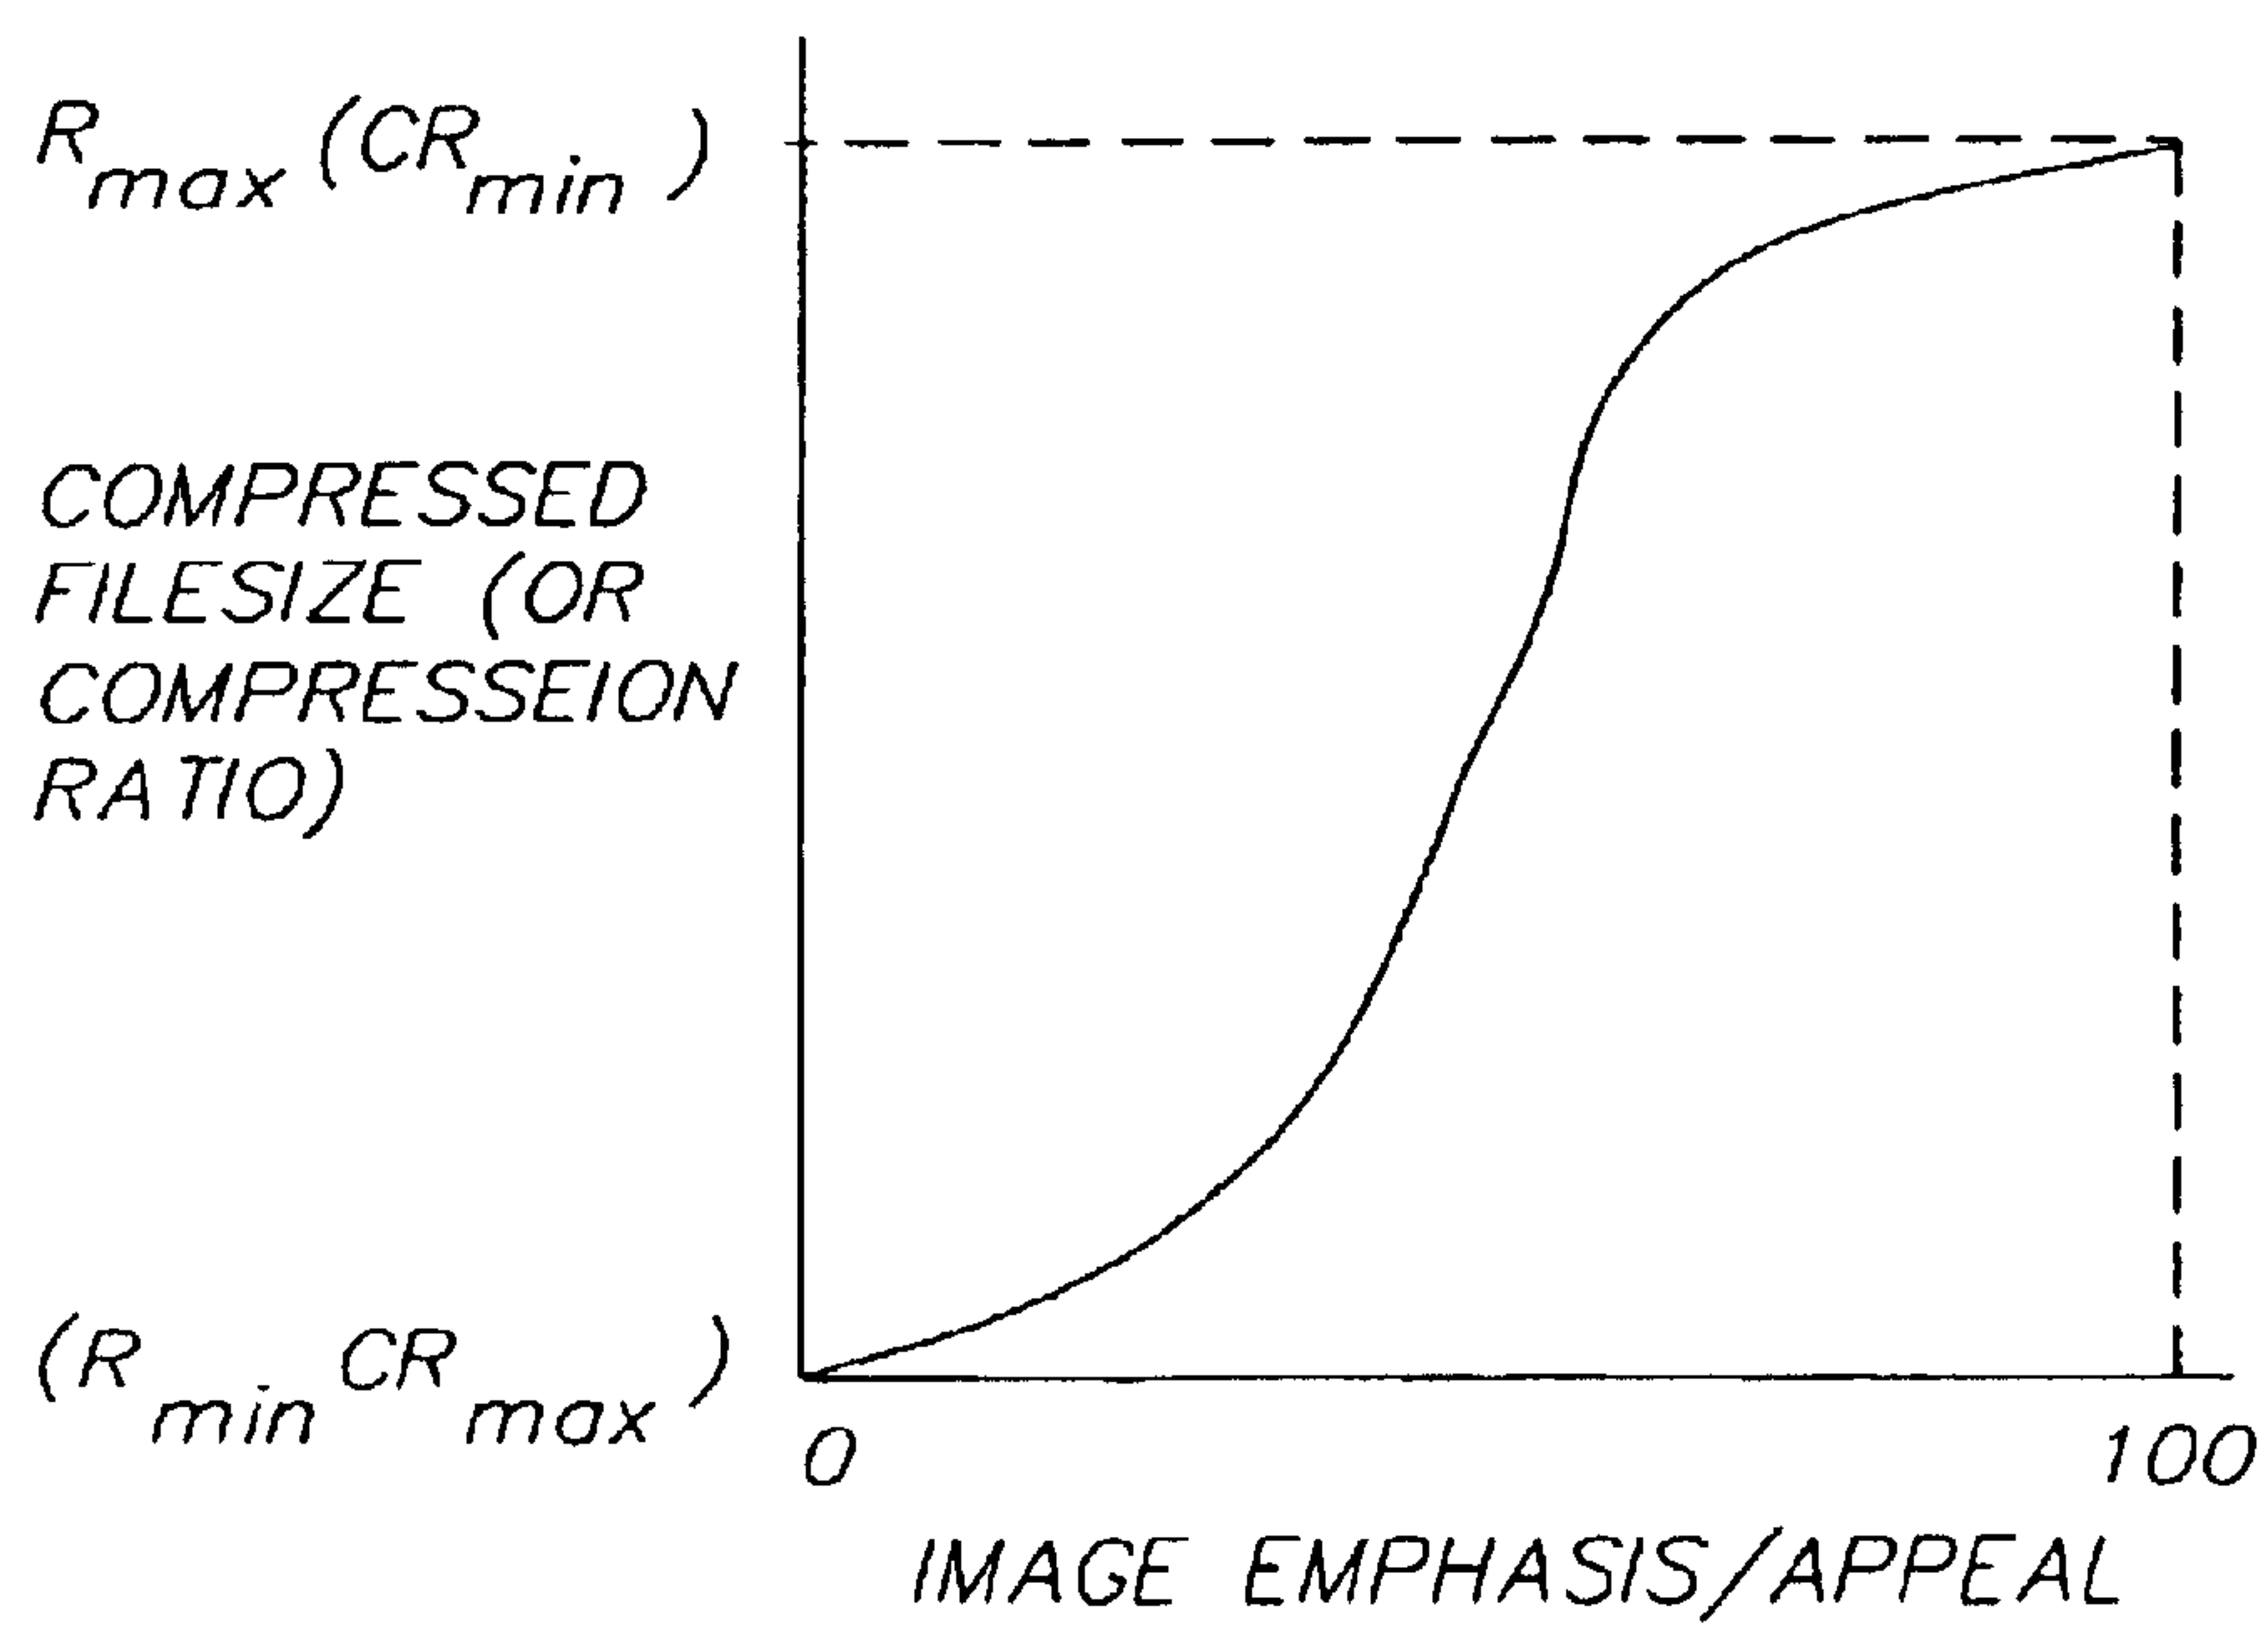 R max (CR min )
COMPRESSED
FILESIZE (OR
COMPRESSEION
RATIO)
(R min CR max )
0 100
IMAGE EMPHASIS/APPEAL